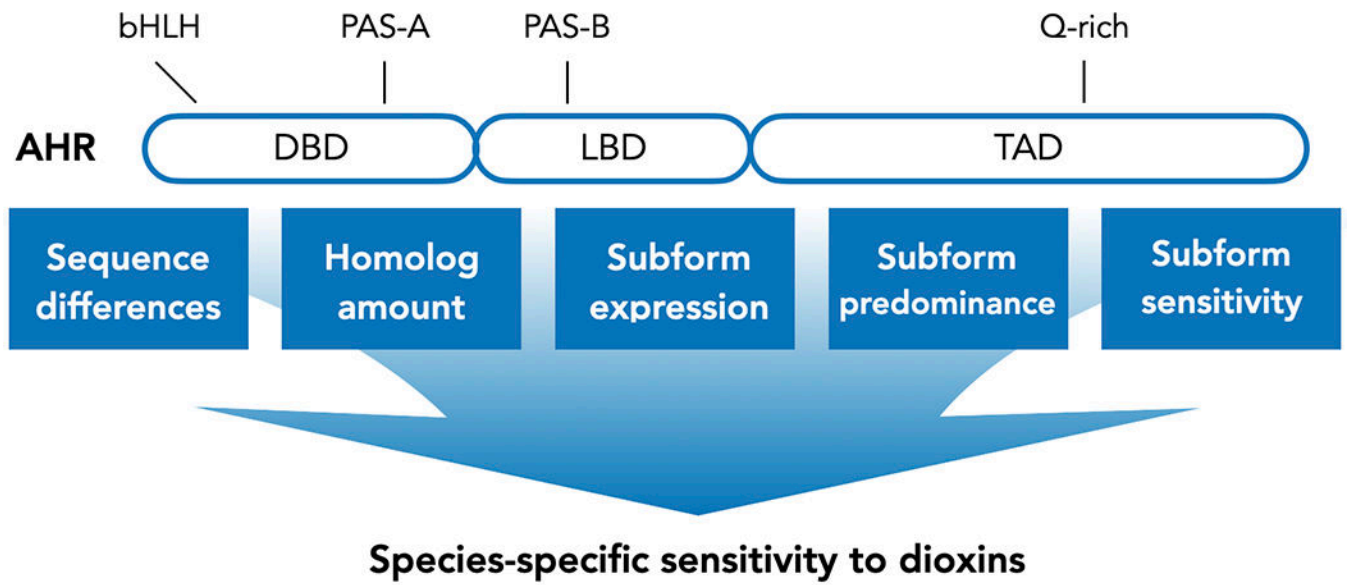 bHLH PAS-A PAS-B Q-rich
AHR DBD LBD TAD
Sequence differences
Homolog amount
Subform expression
Subform predominance
Subform sensitivity
Species-specific sensitivity to dioxins